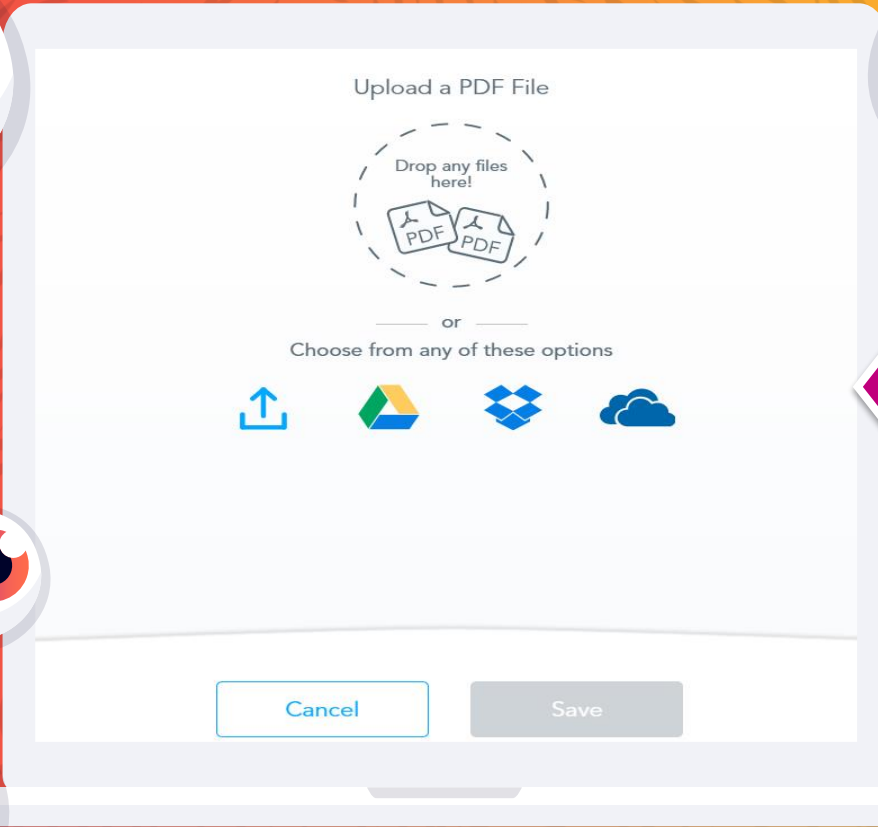 Upload a PDF File
Drop any files
here!
PDF
PDF
or
Choose from any of these options
Cancel
Save